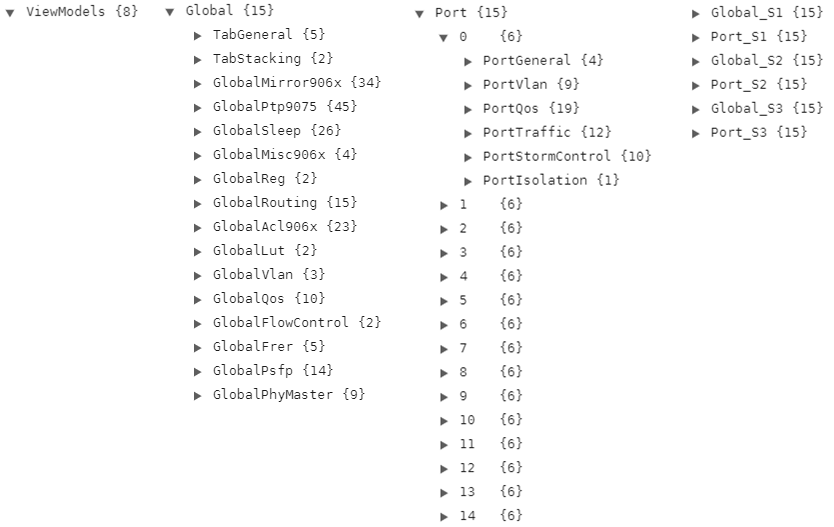 ViewModels {8}
Global {15}
TabGeneral {5}
TabStacking {2}
GlobalMirror906x {34}
GlobalPtp9075 {45}
GlobalSleep {26}
GlobalMisc906x {4}
GlobalReg {2}
GlobalRouting {15}
GlobalAcl906x {23}
GlobalLut {2}
GlobalVlan {3}
GlobalQos {10}
GlobalFlowControl {2}
GlobalFrer {5}
GlobalPsfp {14}
GlobalPhyMaster {9}
Port {15}
0 {6}
PortGeneral {4}
PortVlan {9}
PortQos {19}
PortTraffic {12}
PortStormControl {10}
PortIsolation {1}
1 {6}
2 {6}
3 {6}
4 {6}
5 {6}
6 {6}
7 {6}
8 {6}
9 {6}
10 {6}
11 {6}
12 {6}
13 {6}
14 {6}
Global_S1 {15}
Port_S1 {15}
Global_S2 {15}
Port_S2 {15}
Global_S3 {15}
Port_S3 {15}